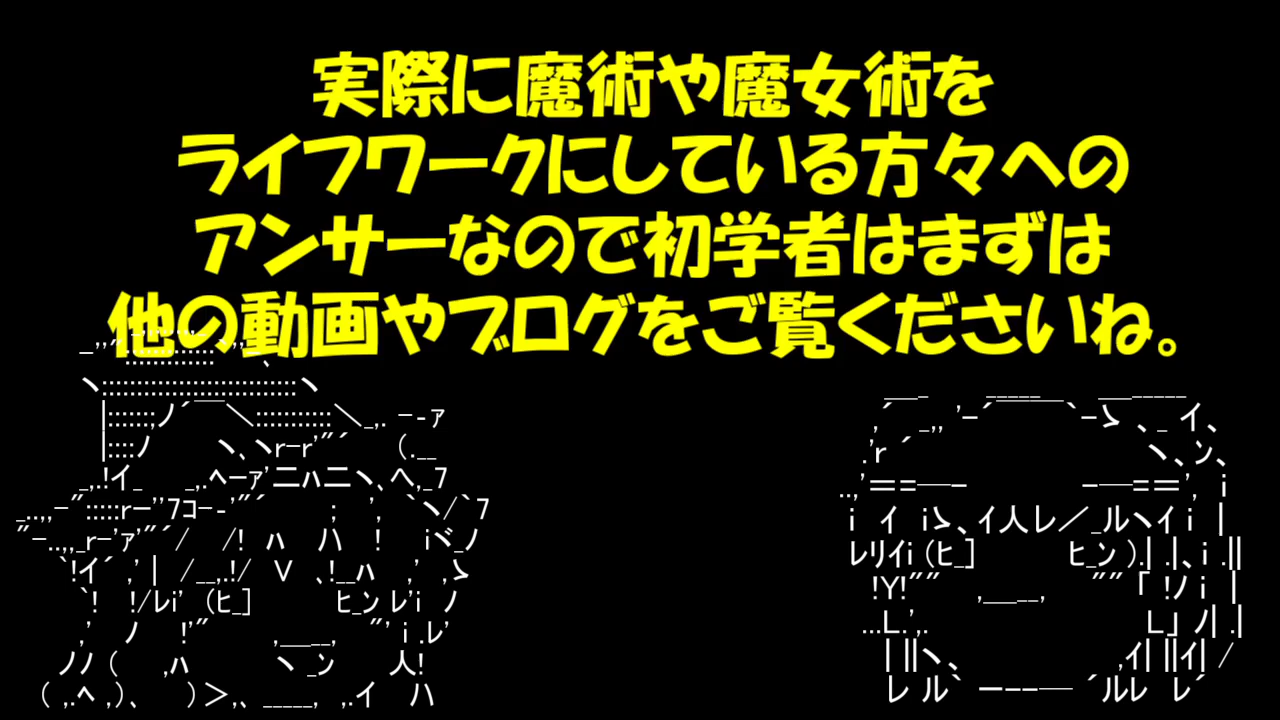 実際に魔術や魔女術を
ライフワークにしている方々への
アンサーなので初学者はまずは
他の動画やブログをご覧くださいね。